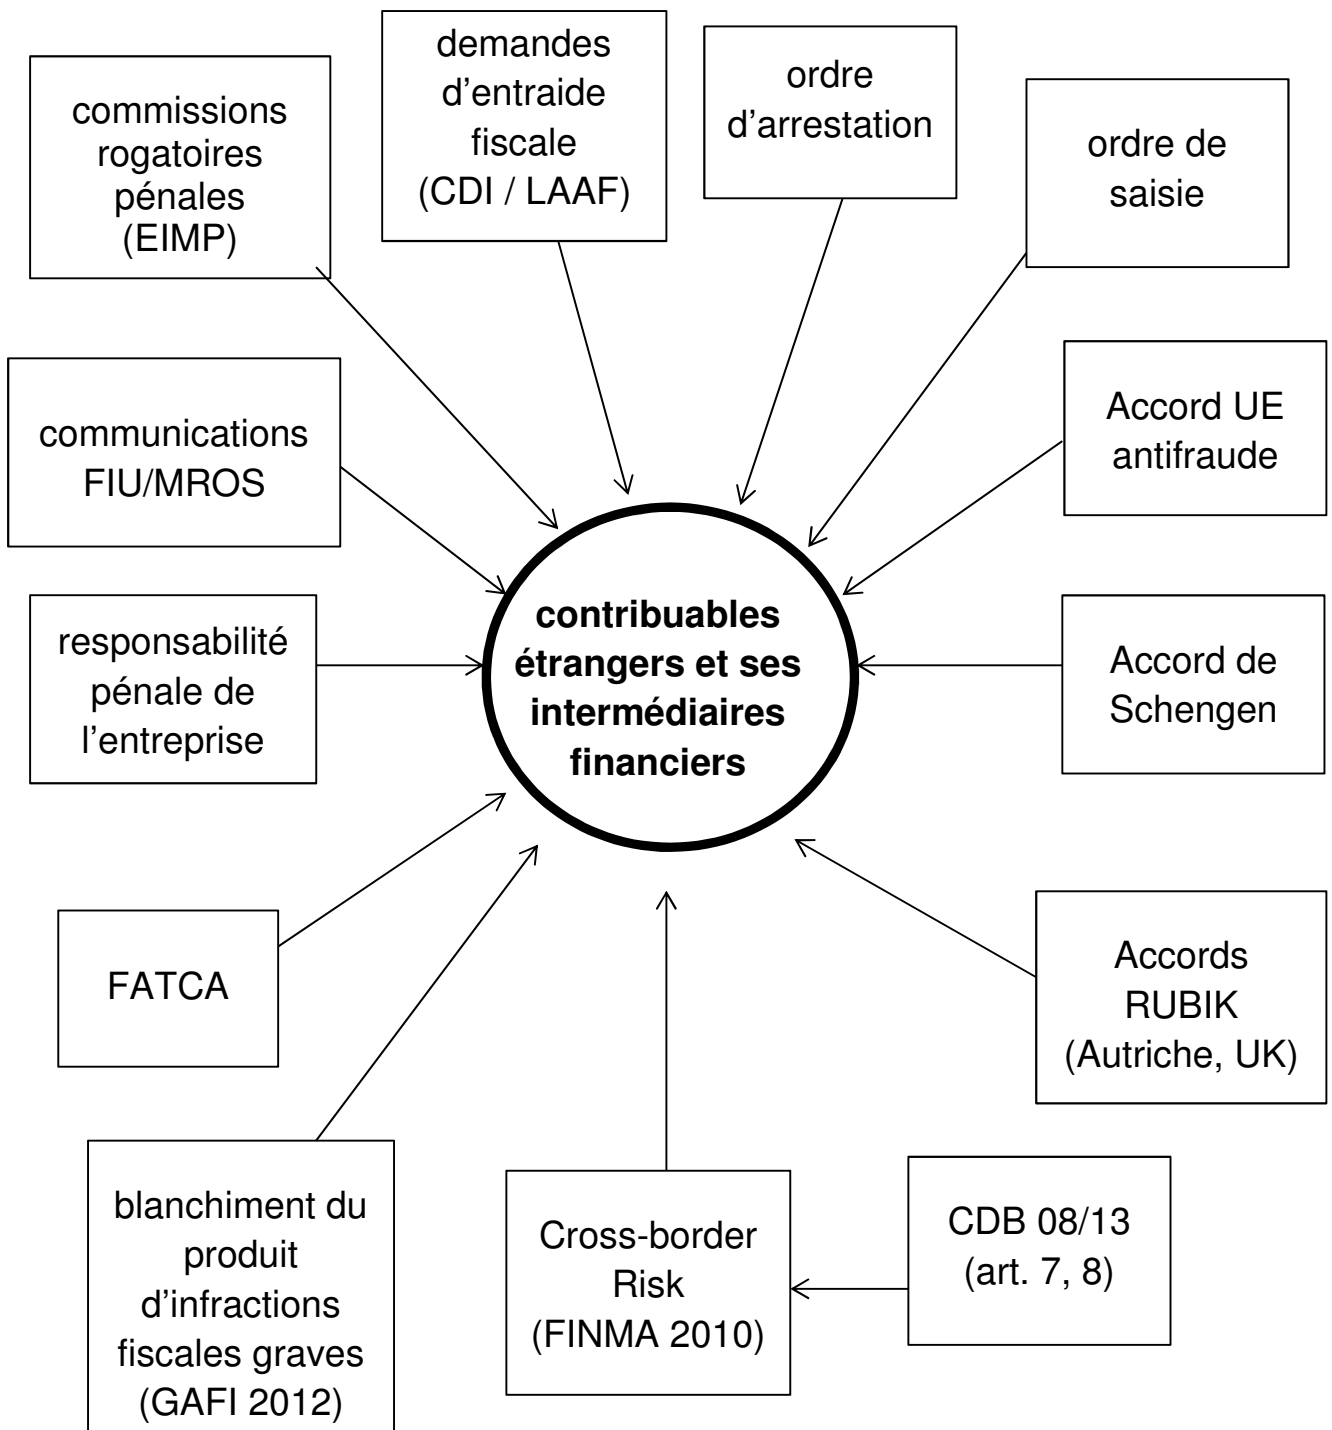 commissions
rogatoires
pénales
(EIMP)
demandes
d’entraide
fiscale
(CDI / LAAF)
ordre
d’arrestation
ordre de
saisie
communications
FIU/MROS
Accord UE
antifraude
responsabilité
pénale de
l’entreprise
contribuables
étrangers et ses
intermédiaires
financiers
Accord de
Schengen
FATCA
Accords
RUBIK
(Autriche, UK)
blanchiment du
produit
d’infractions
fiscales graves
(GAFI 2012)
Cross-border
Risk
(FINMA 2010)
CDB 08/13
(art. 7, 8)